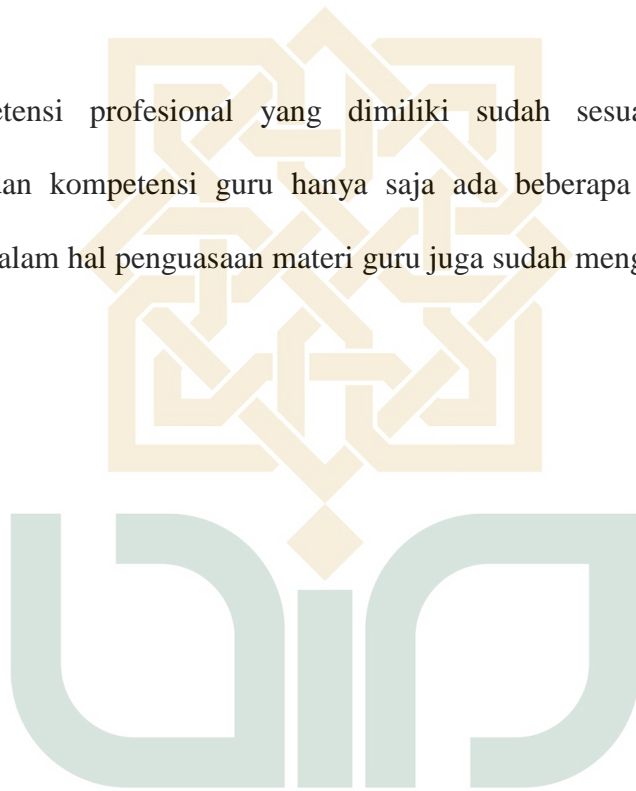 etensi profesional yang dimiliki sudah sesua
dan kompetensi guru hanya saja ada beberapa
alam hal penguasaan materi guru juga sudah meng